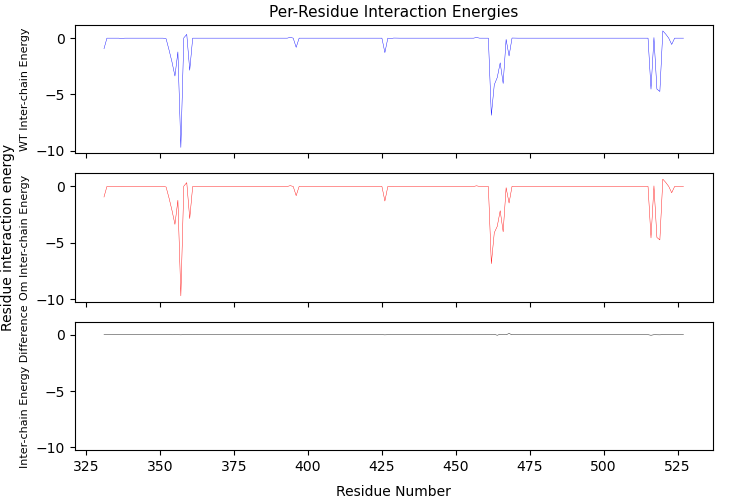 Per-Residue Interaction Energies
Residue interaction energy
WT Inter-chain Energy
0
−5
−10
Om Inter-chain Energy
0
−5
−10
Inter-chain Energy Difference
0
−5
−10
325 350 375 400 425 450 475 500 525
Residue Number